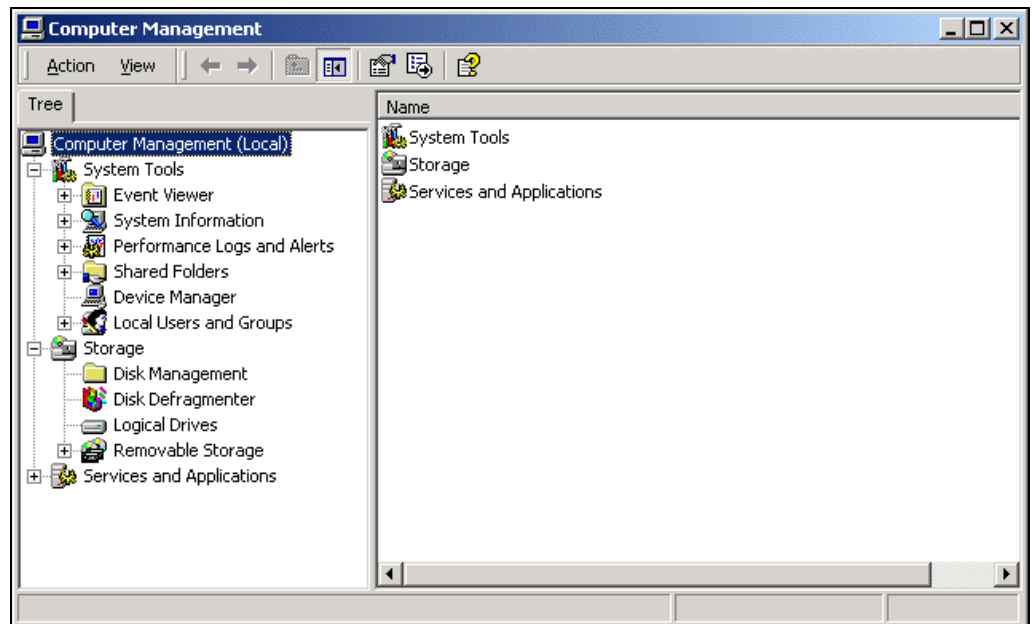 Computer Management
Action View
Tree
Name
Computer Management (Local)
System Tools
Event Viewer
System Information
Performance Logs and Alerts
Shared Folders
Device Manager
Local Users and Groups
Storage
Disk Management
Disk Defragmenter
Logical Drives
Removable Storage
Services and Applications
System Tools
Storage
Services and Applications